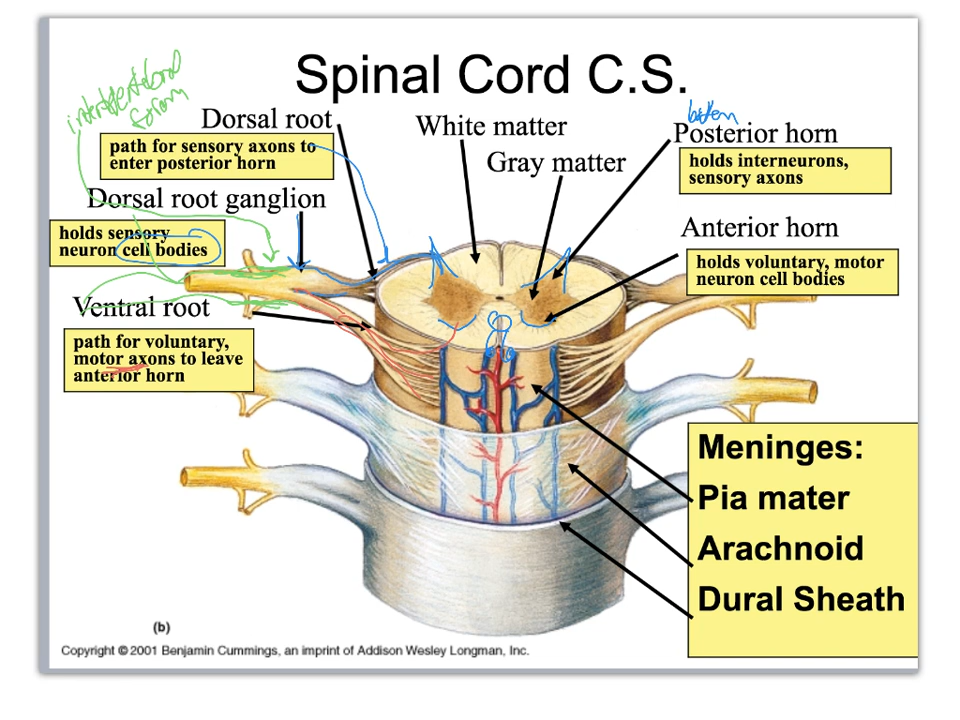 Spinal Cord C.S.
intervertebral
foramen
Dorsal root
path for sensory axons to
enter posterior horn
White matter
Gray matter
Posterior horn
holds interneurons,
sensory axons
Dorsal root ganglion
holds sensory
neuron cell bodies
Anterior horn
holds voluntary, motor
neuron cell bodies
Ventral root
path for voluntary,
motor axons to leave
anterior horn
Meninges:
Pia mater
Arachnoid
Dural Sheath
(b)
Copyright © 2001 Benjamin Cummings, an imprint of Addison Wesley Longman, Inc.